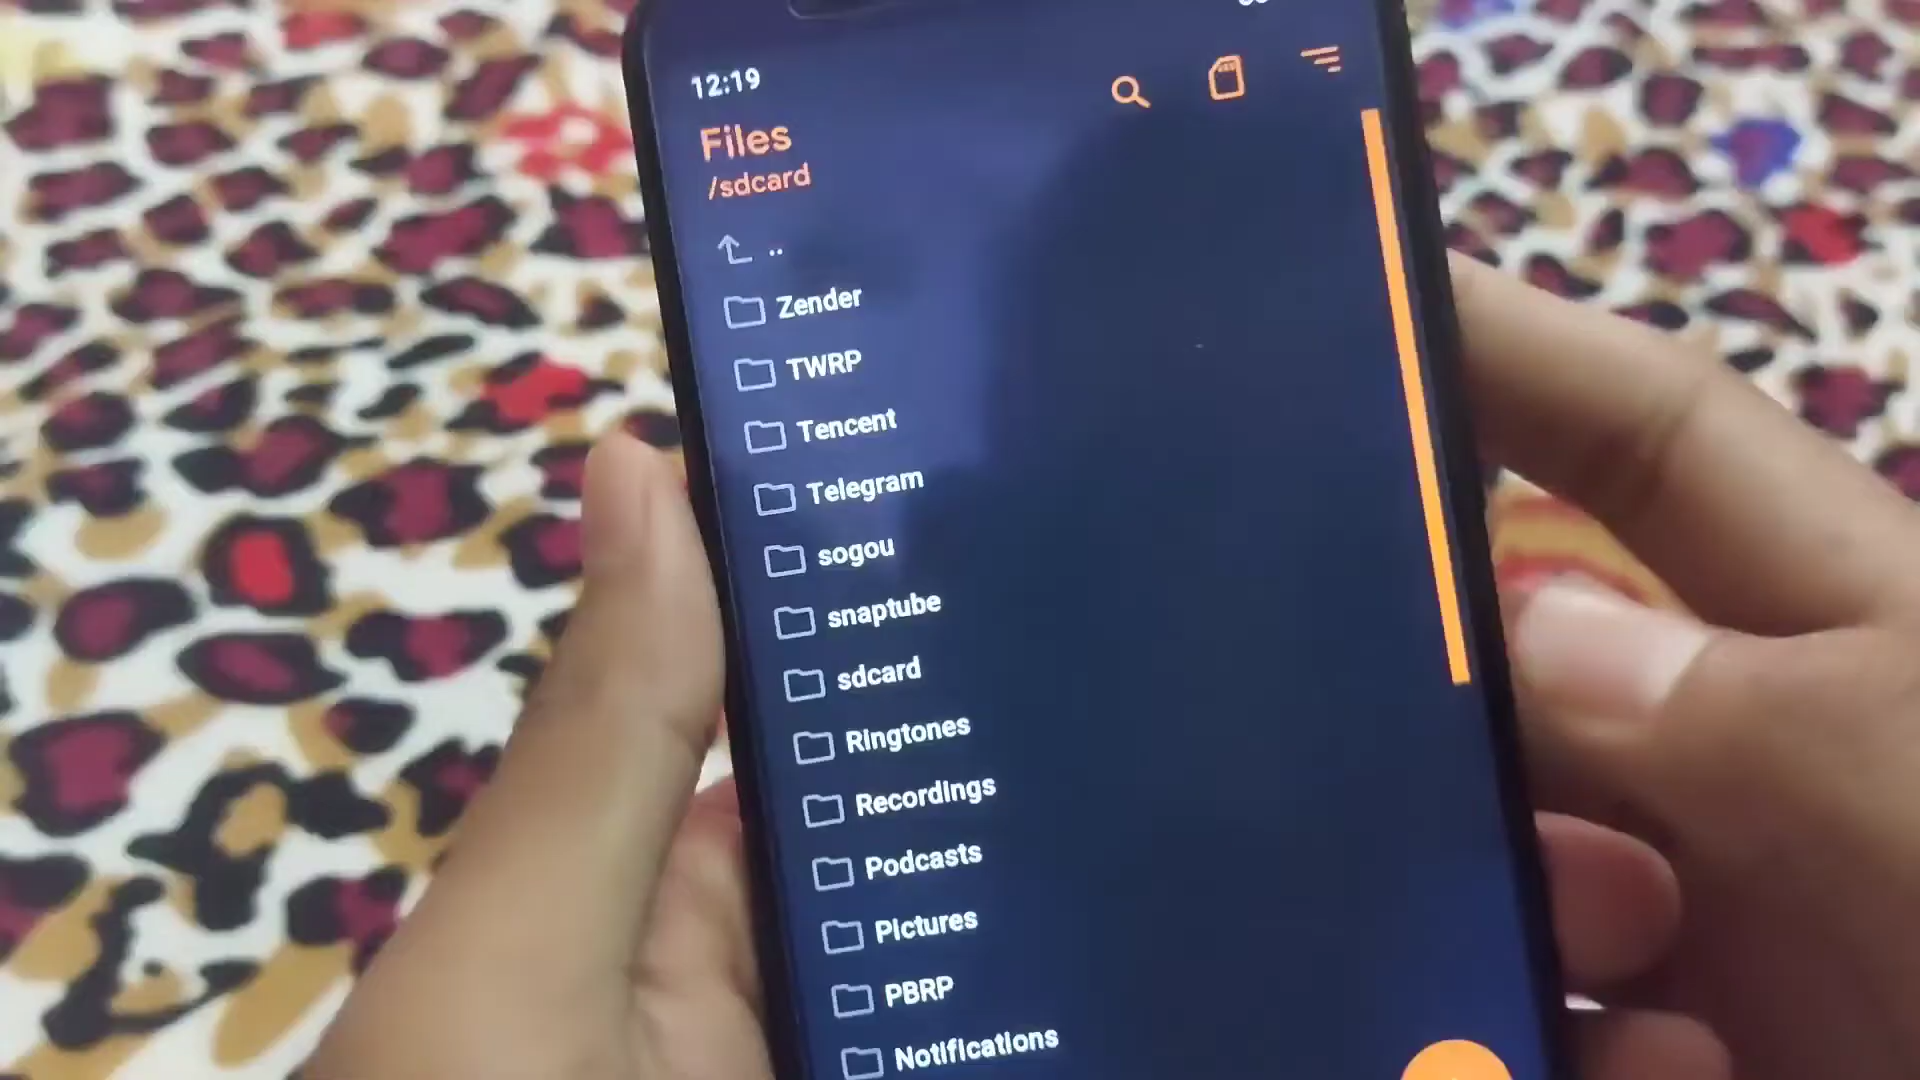 12:19
Files
/sdcard
..
Zender
TWRP
Tencent
Telegram
sogou
snaptube
sdcard
Ringtones
Recordings
Podcasts
Pictures
PBRP
Notifications